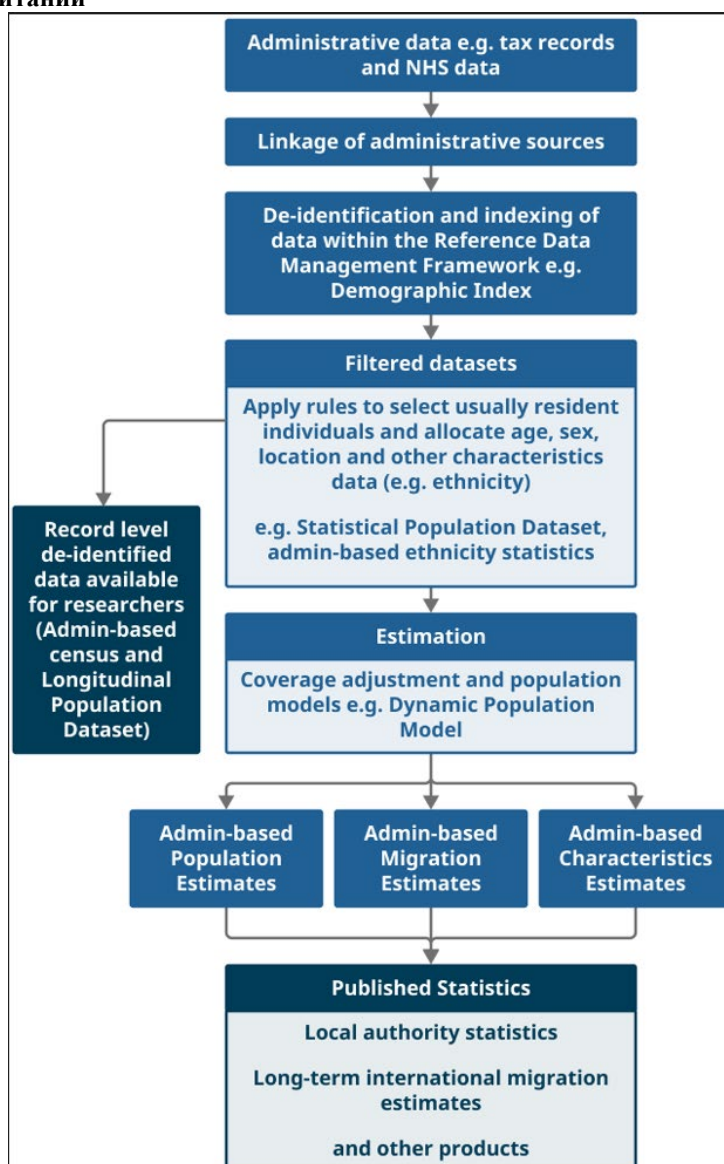 Administrative data e.g. tax records
and NHS data
Linkage of administrative sources
De-identification and indexing of
data within the Reference Data
Management Framework e.g.
Demographic Index
Filtered datasets
Apply rules to select usually resident
individuals and allocate age, sex,
location and other characteristics
data (e.g. ethnicity)
e.g. Statistical Population Dataset,
admin-based ethnicity statistics
Record level
de-identified
data available
for researchers
(Admin-based
census and
Longitudinal
Population
Dataset)
Estimation
Coverage adjustment and population
models e.g. Dynamic Population
Model
Admin-based
Population
Estimates
Admin-based
Migration
Estimates
Admin-based
Characteristics
Estimates
Published Statistics
Local authority statistics
Long-term international migration
estimates
and other products